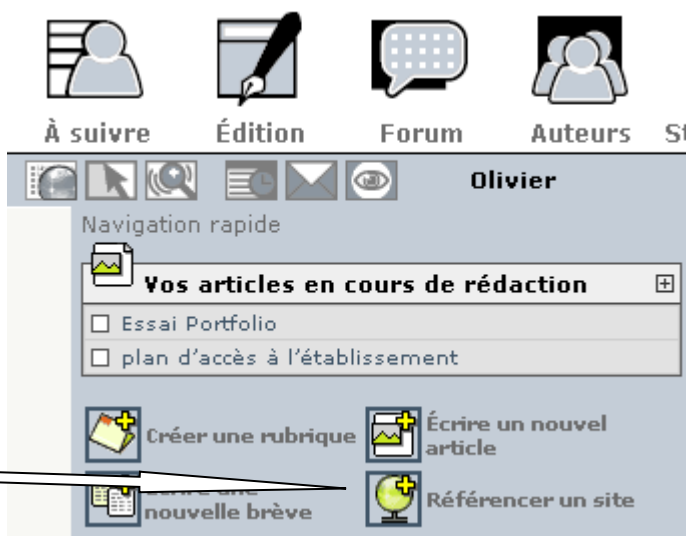 À suivre
Édition
Forum
Auteurs
St
Olivier
Navigation rapide
Vos articles en cours de rédaction
Essai Portfolio
plan d'accès à l'établissement
Créer une rubrique
Écrire un nouvel
article
nouvelle brève
Référencer un site